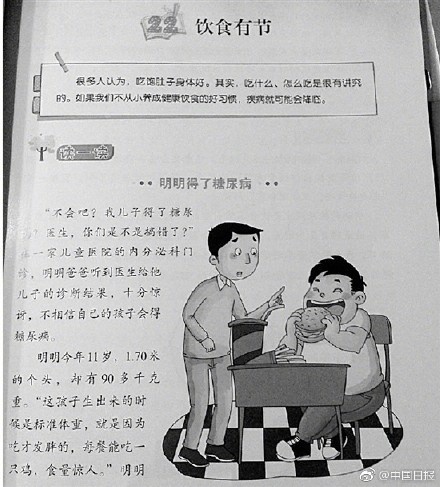 22 饮食有节
很多人认为，吃饱肚子身体好。其实，吃什么、怎么吃是很有讲究
的。如果我们不从小养成健康饮食的好习惯，疾病就可能会降临。
读一读
明明得了糖尿病
“不会吧？我儿子得了糖尿
病？医生，你们是不是搞错了？”
在一家儿童医院的内分泌科门
诊，明明爸爸听到医生给他
儿子的诊断结果，十分惊
讶，不相信自己的孩子会得
糖尿病。
明明今年11岁，1.70米
的个头，却有90多千克
重。“这孩子生出来的时
候是标准体重，就是因为
吃才发胖的，每餐能吃一
只鸡，食量惊人。”明明
@中国日报